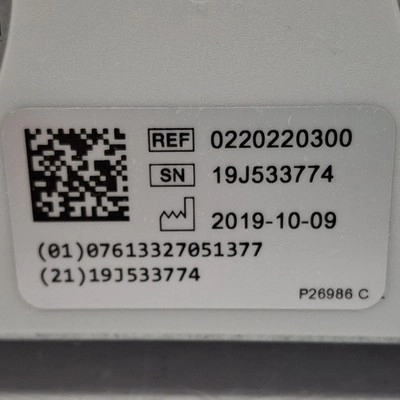 REF 0220220300
SN 19J533774
2019-10-09
(01)07613327051377
(21)19J533774
P26986 C